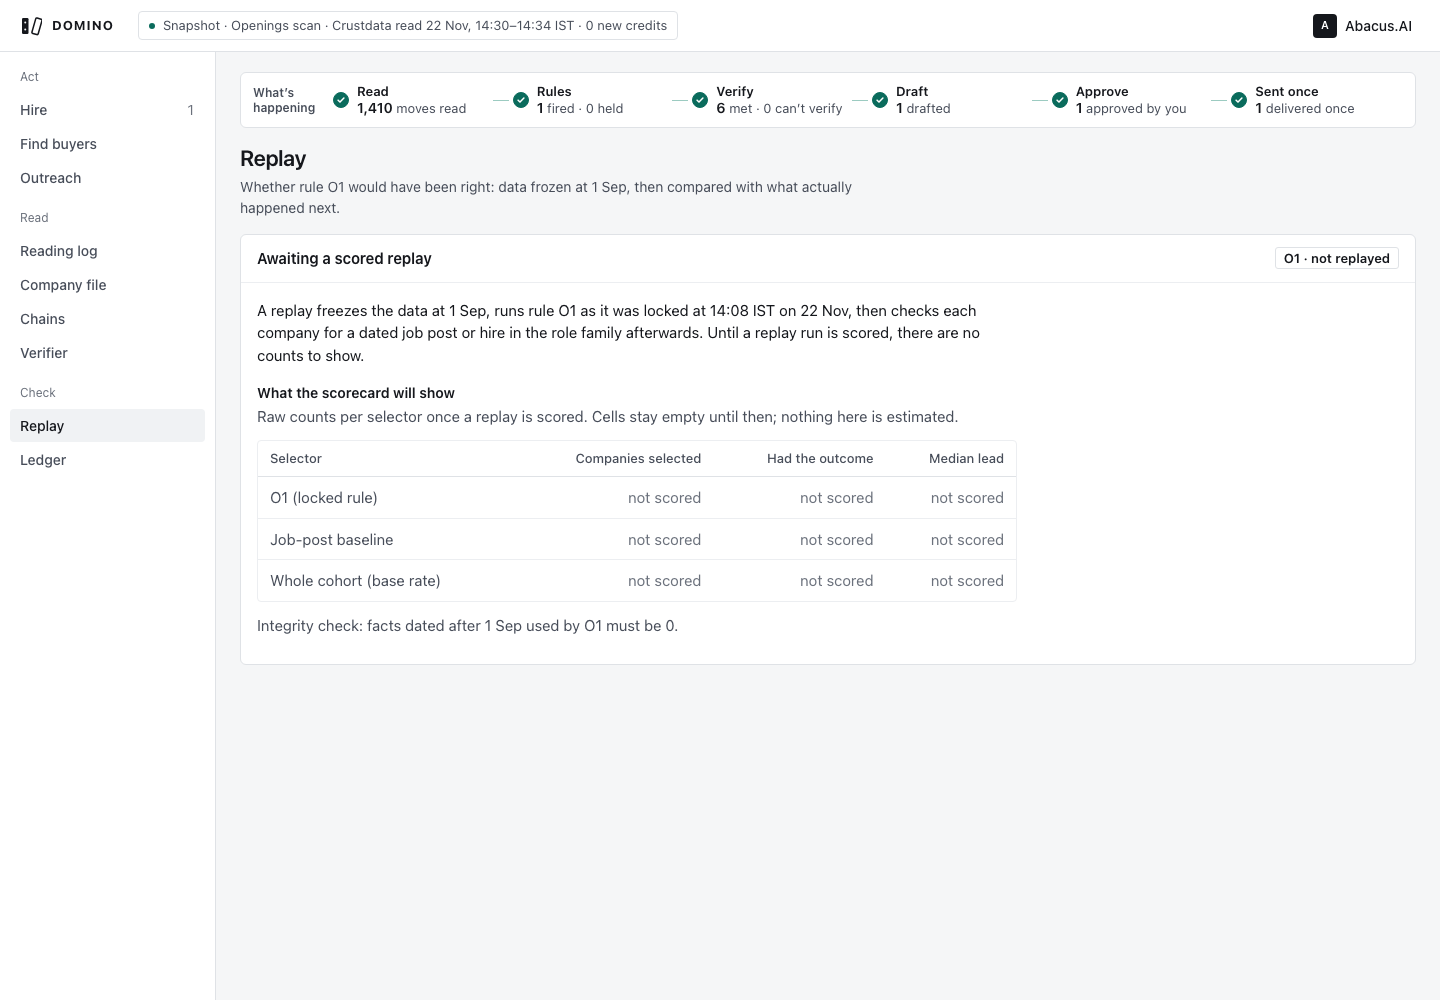 DOMINO
Snapshot · Openings scan · Crustdata read 22 Nov, 14:30–14:34 IST · 0 new credits
A
Abacus.AI
Act
Hire 1
Find buyers
Outreach
Read
Reading log
Company file
Chains
Verifier
Check
Replay
Ledger
What's
happening
Read
1,410 moves read
Rules
1 fired · 0 held
Verify
6 met · 0 can't verify
Draft
1 drafted
Approve
1 approved by you
Sent once
1 delivered once
Replay
Whether rule O1 would have been right: data frozen at 1 Sep, then compared with what actually
happened next.
Awaiting a scored replay
O1 · not replayed
A replay freezes the data at 1 Sep, runs rule O1 as it was locked at 14:08 IST on 22 Nov, then checks each
company for a dated job post or hire in the role family afterwards. Until a replay run is scored, there are no
counts to show.
What the scorecard will show
Raw counts per selector once a replay is scored. Cells stay empty until then; nothing here is estimated.
Selector Companies selected Had the outcome Median lead
O1 (locked rule) not scored not scored not scored
Job-post baseline not scored not scored not scored
Whole cohort (base rate) not scored not scored not scored
Integrity check: facts dated after 1 Sep used by O1 must be 0.